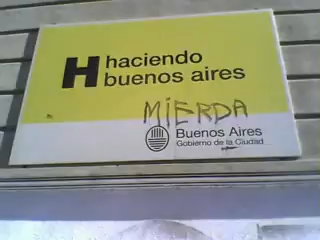 H haciendo
buenos aires
MIERDA
Buenos Aires
Gobierno de la Ciudad